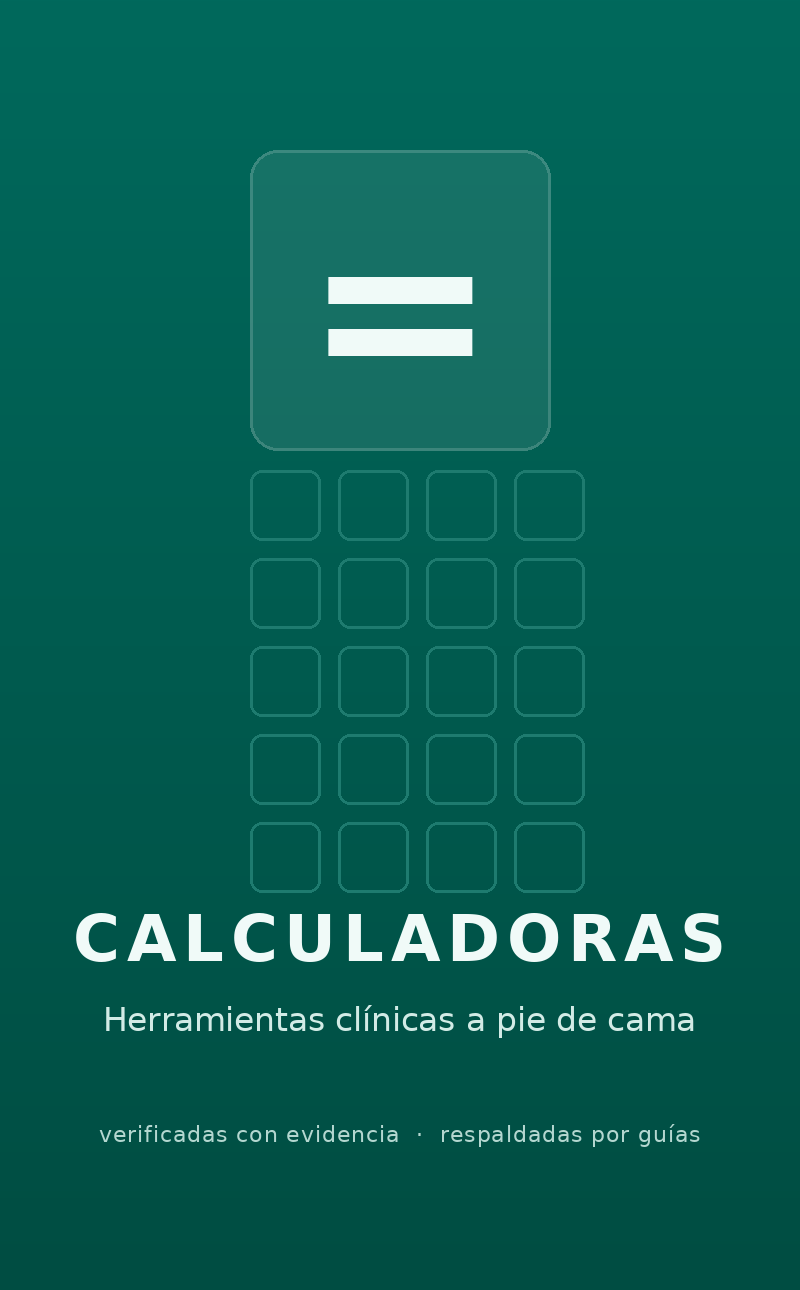 =
CALCULADORAS
Herramientas clínicas a pie de cama
verificadas con evidencia · respaldadas por guías